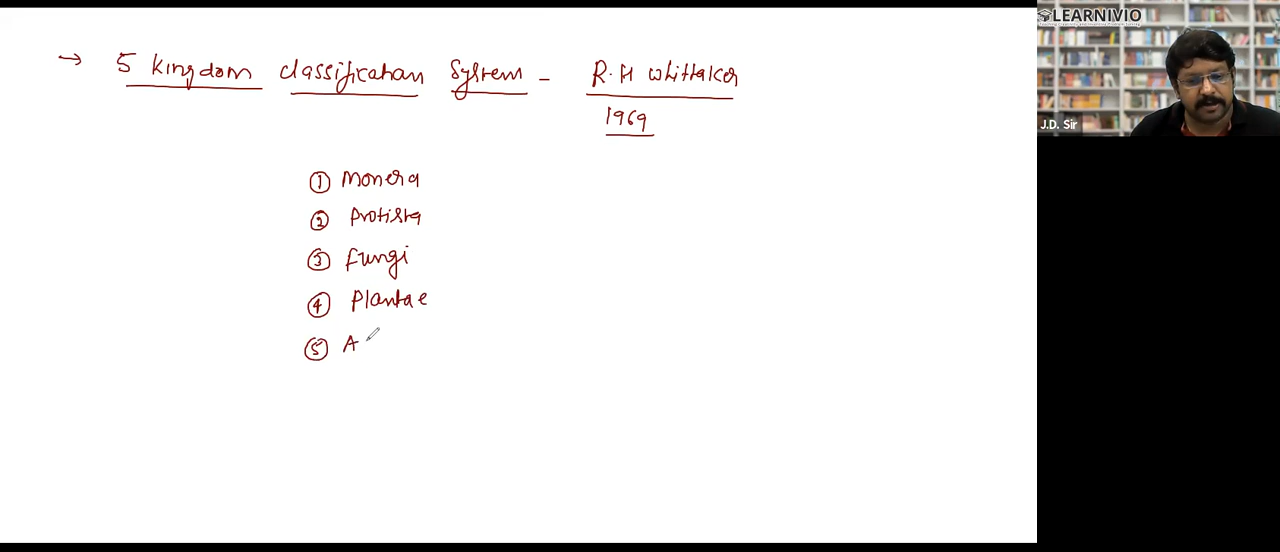 → 5 Kingdom Classification System - R.H Whittaker
1969
① Monera
② Protista
③ Fungi
④ Plantae
⑤ A
LEARNIVIO
J.D. Sir